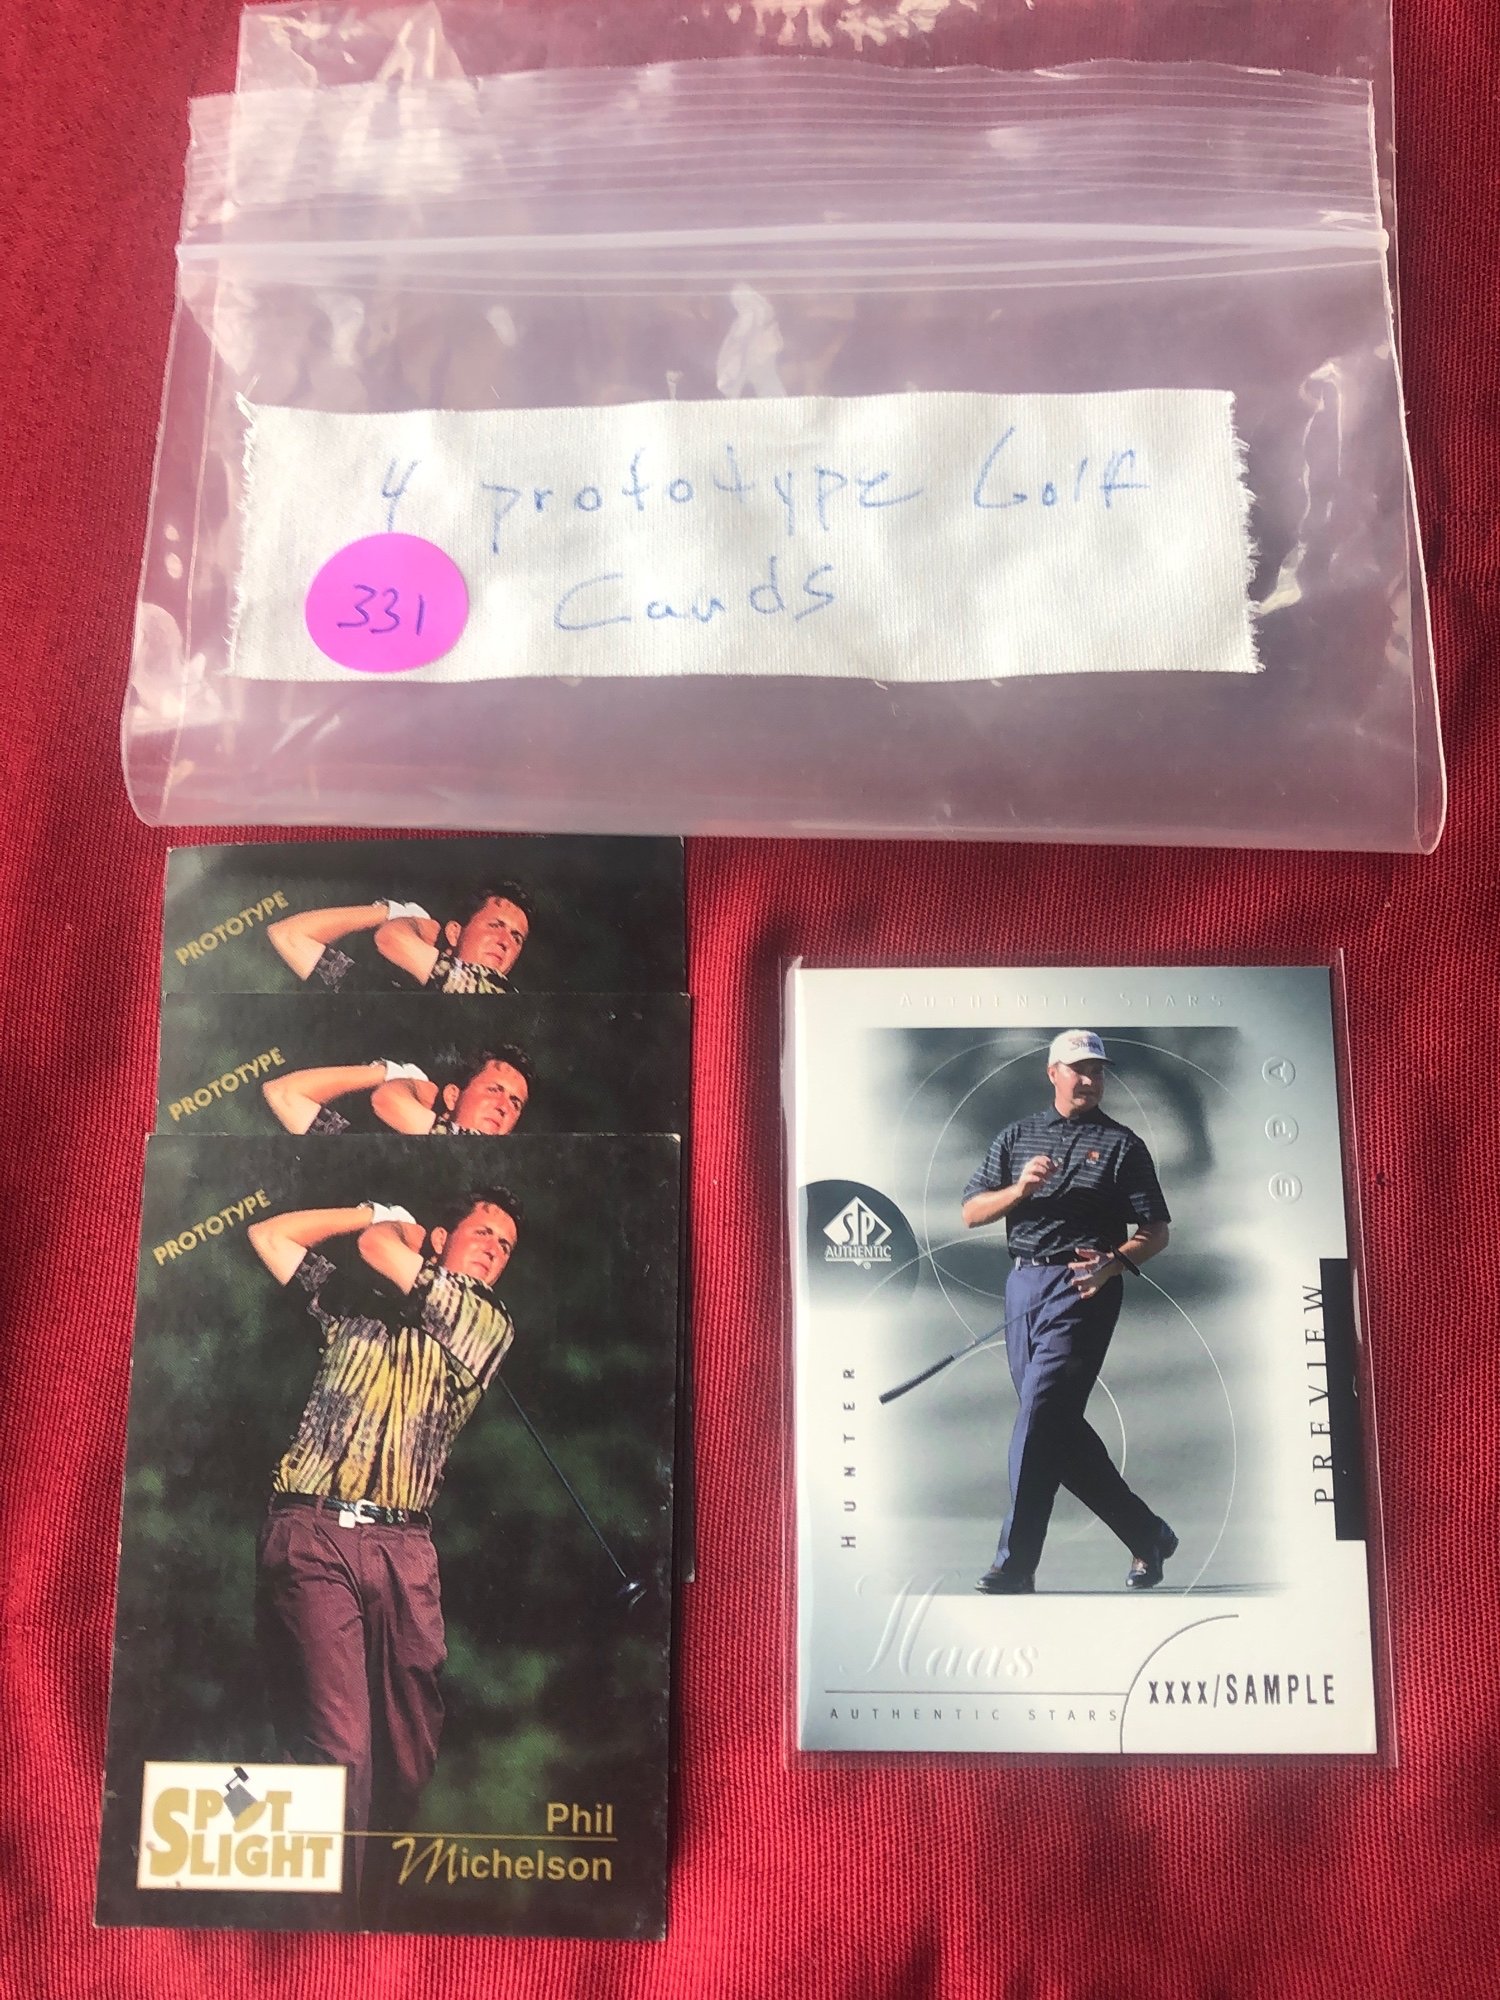 4 prototype Golf
331
Cards
PROTOTYPE
PROTOTYPE
PROTOTYPE
SPOT
LIGHT
Phil
Michelson
AUTHENTIC STARS
SPA
SP
AUTHENTIC
HUNTER
Haas
AUTHENTIC STARS
PREVIEW
XXXX/SAMPLE